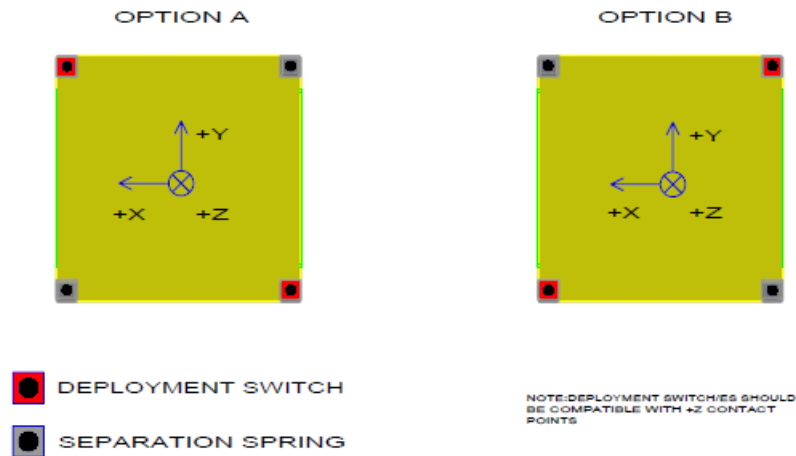 OPTION A
OPTION B
+Y
+X
+Z
+Y
+X
+Z
DEPLOYMENT SWITCH
SEPARATION SPRING
NOTE:DEPLOYMENT SWITCH/ES SHOULD
BE COMPATIBLE WITH +Z CONTACT
POINTS